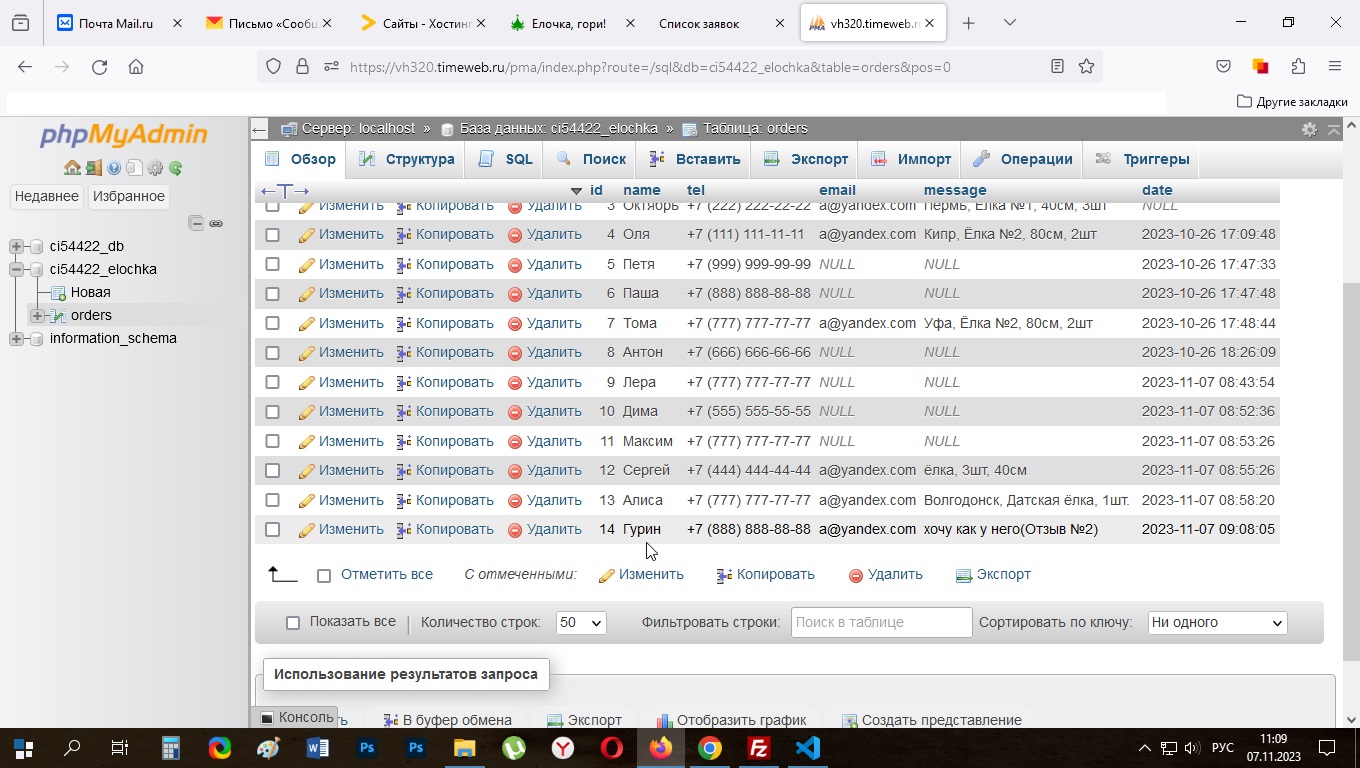 Почта Mail.ru
Письмо «Сообщ
Сайты - Хостинг
Елочка, гори!
Список заявок
vh320.timeweb.ru
https://vh320.timeweb.ru/pma/index.php?route=/sql&db=ci54422_elochka&table=orders&pos=0
Другие закладки
phpMyAdmin
Недавнее Избранное
ci54422_db
ci54422_elochka
Новая
orders
information_schema
Сервер: localhost » База данных: ci54422_elochka » Таблица: orders
Обзор Структура SQL Поиск Вставить Экспорт Импорт Операции Триггеры
id name tel email message date
Изменить Копировать Удалить 3 Октябрь +7 (222) 222-22-22 a@yandex.com Пермь, Ёлка №1, 40см, 3шт NULL
Изменить Копировать Удалить 4 Оля +7 (111) 111-11-11 a@yandex.com Кипр, Ёлка №2, 80см, 2шт 2023-10-26 17:09:48
Изменить Копировать Удалить 5 Петя +7 (999) 999-99-99 NULL NULL 2023-10-26 17:47:33
Изменить Копировать Удалить 6 Паша +7 (888) 888-88-88 NULL NULL 2023-10-26 17:47:48
Изменить Копировать Удалить 7 Тома +7 (777) 777-77-77 a@yandex.com Уфа, Ёлка №2, 80см, 2шт 2023-10-26 17:48:44
Изменить Копировать Удалить 8 Антон +7 (666) 666-66-66 NULL NULL 2023-10-26 18:26:09
Изменить Копировать Удалить 9 Лера +7 (777) 777-77-77 NULL NULL 2023-11-07 08:43:54
Изменить Копировать Удалить 10 Дима +7 (555) 555-55-55 NULL NULL 2023-11-07 08:52:36
Изменить Копировать Удалить 11 Максим +7 (777) 777-77-77 NULL NULL 2023-11-07 08:53:26
Изменить Копировать Удалить 12 Сергей +7 (444) 444-44-44 a@yandex.com ёлка, 3шт, 40см 2023-11-07 08:55:26
Изменить Копировать Удалить 13 Алиса +7 (777) 777-77-77 a@yandex.com Волгодонск, Датская ёлка, 1шт. 2023-11-07 08:58:20
Изменить Копировать Удалить 14 Гурин +7 (888) 888-88-88 a@yandex.com хочу как у него(Отзыв №2) 2023-11-07 09:08:05
Отметить все С отмеченными: Изменить Копировать Удалить Экспорт
Показать все Количество строк: 50 Фильтровать строки: Поиск в таблице Сортировать по ключу: Ни одного
Использование результатов запроса
Консоль
В буфер обмена Экспорт Отобразить график Создать представление
РУС
11:09
07.11.2023